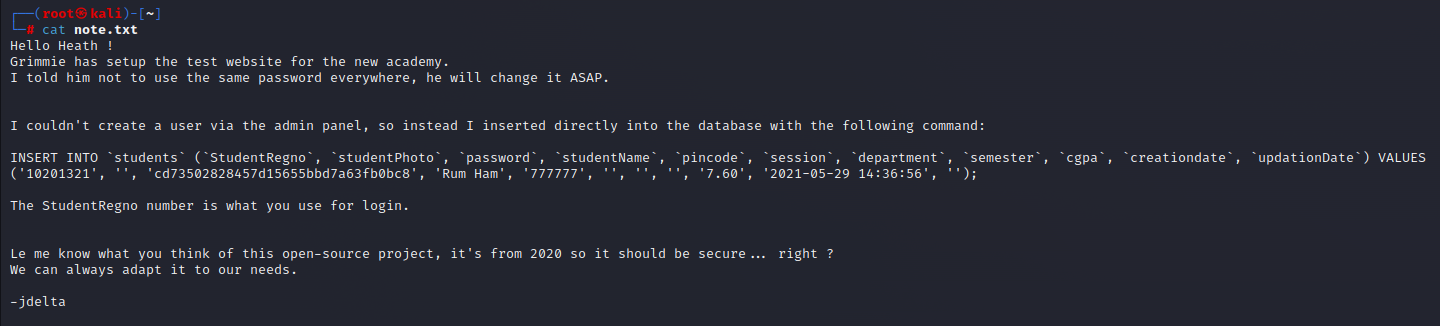 ┌──(root㉿kali)-[~]
└─# cat note.txt
Hello Heath !
Grimmie has setup the test website for the new academy.
I told him not to use the same password everywhere, he will change it ASAP.
I couldn't create a user via the admin panel, so instead I inserted directly into the database with the following command:
INSERT INTO `students` (`StudentRegno`, `studentPhoto`, `password`, `studentName`, `pincode`, `session`, `department`, `semester`, `cgpa`, `creationdate`, `updationDate`) VALUES
('10201321', '', 'cd73502828457d15655bbd7a63fb0bc8', 'Rum Ham', '777777', '', '', '', '7.60', '2021-05-29 14:36:56', '');
The StudentRegno number is what you use for login.
Le me know what you think of this open-source project, it's from 2020 so it should be secure... right ?
We can always adapt it to our needs.
-jdelta